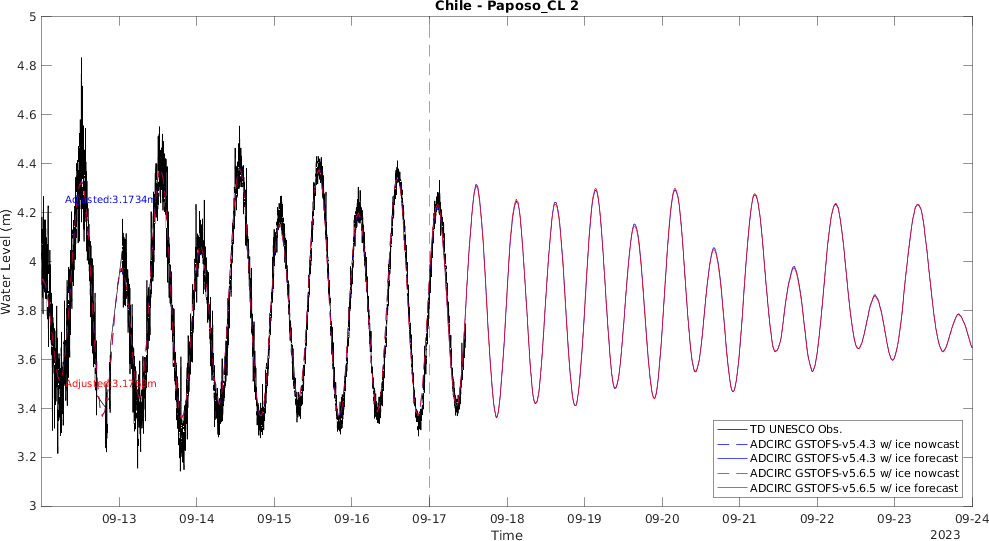 Chile - Paposo_CL 2
Water Level (m)
5
4.8
4.6
4.4
4.2
4
3.8
3.6
3.4
3.2
3
Adjusted:3.1734m
09-13
09-14
09-15
09-16
09-17
09-18
09-19
09-20
09-21
09-22
09-23
09-24
Time
2023
TD UNESCO Obs.
ADCIRC GSTOFS-v5.4.3 w/ ice nowcast
ADCIRC GSTOFS-v5.4.3 w/ ice forecast
ADCIRC GSTOFS-v5.6.5 w/ ice nowcast
ADCIRC GSTOFS-v5.6.5 w/ ice forecast